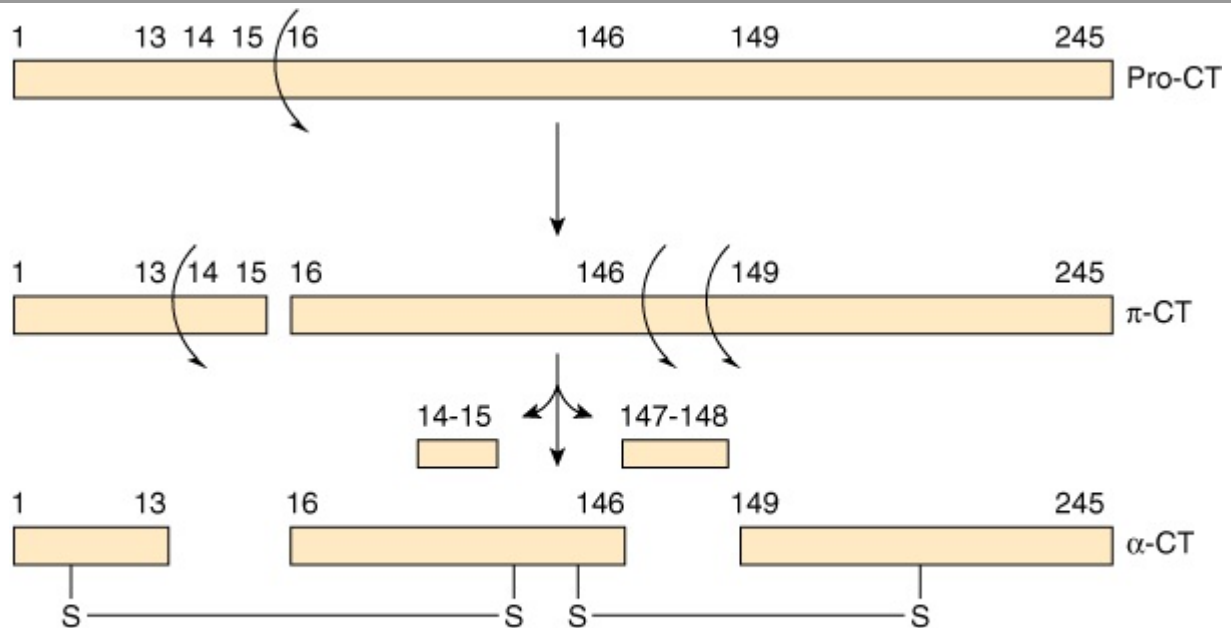 1 13 14 15 16 146 149 245
Pro-CT
1 13 14 15 16 146 149 245
π-CT
14-15 147-148
1 13 16 146 149 245
α-CT
S S S S